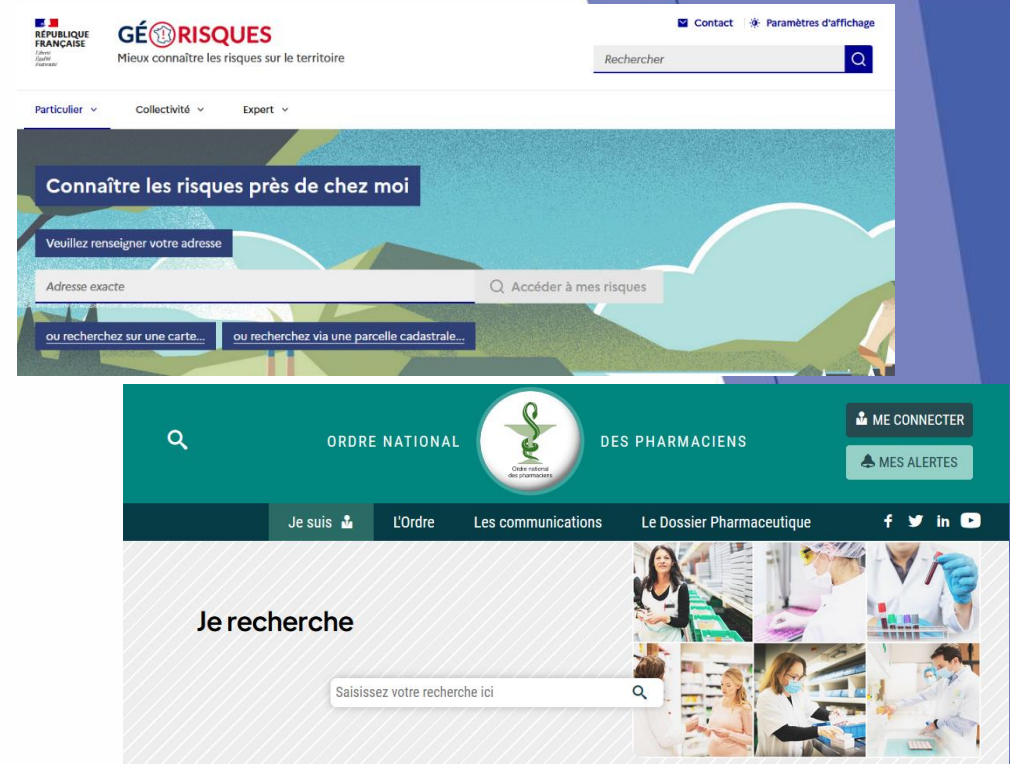 RÉPUBLIQUE
FRANÇAISE
Liberté
Égalité
Fraternité
GÉORISQUES
Mieux connaître les risques sur le territoire
Contact
Paramètres d'affichage
Rechercher
Particulier
Collectivité
Expert
Connaître les risques près de chez moi
Veuillez renseigner votre adresse
Adresse exacte
Accéder à mes risques
ou recherchez sur une carte...
ou recherchez via une parcelle cadastrale...
ORDRE NATIONAL
Ordre national
des pharmaciens
DES PHARMACIENS
ME CONNECTER
MES ALERTES
Je suis
L'Ordre
Les communications
Le Dossier Pharmaceutique
Je recherche
Saisissez votre recherche ici